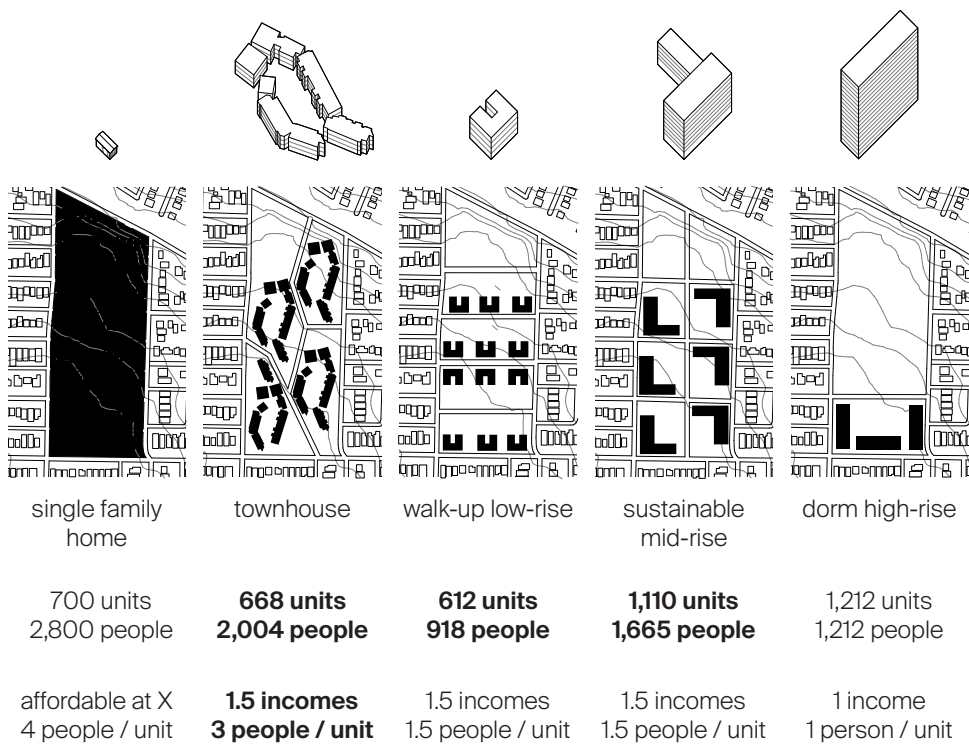 single family
home
townhouse
walk-up low-rise
sustainable
mid-rise
dorm high-rise
700 units
2,800 people
668 units
2,004 people
612 units
918 people
1,110 units
1,665 people
1,212 units
1,212 people
affordable at X
4 people / unit
1.5 incomes
3 people / unit
1.5 incomes
1.5 people / unit
1.5 incomes
1.5 people / unit
1 income
1 person / unit